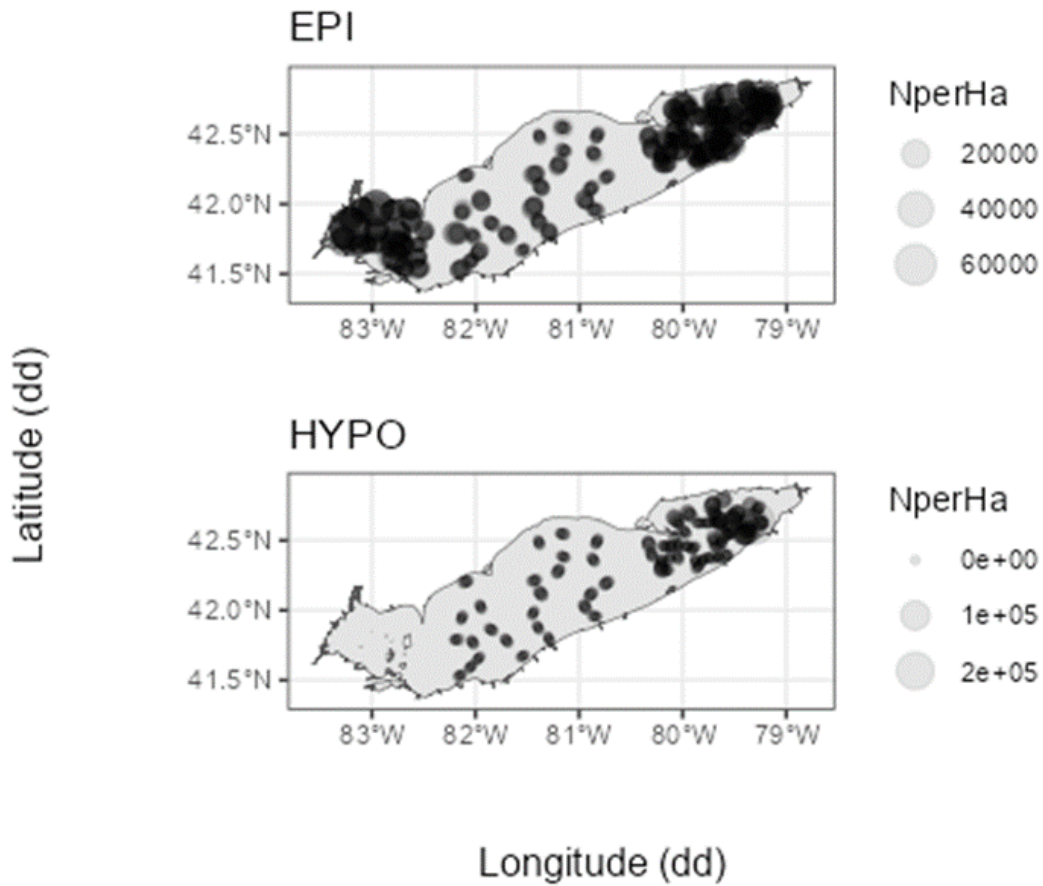 EPI
42.5°N
42.0°N
41.5°N
83°W 82°W 81°W 80°W 79°W
NperHa
20000
40000
60000
Latitude (dd)
HYPO
42.5°N
42.0°N
41.5°N
83°W 82°W 81°W 80°W 79°W
NperHa
0e+00
1e+05
2e+05
Longitude (dd)